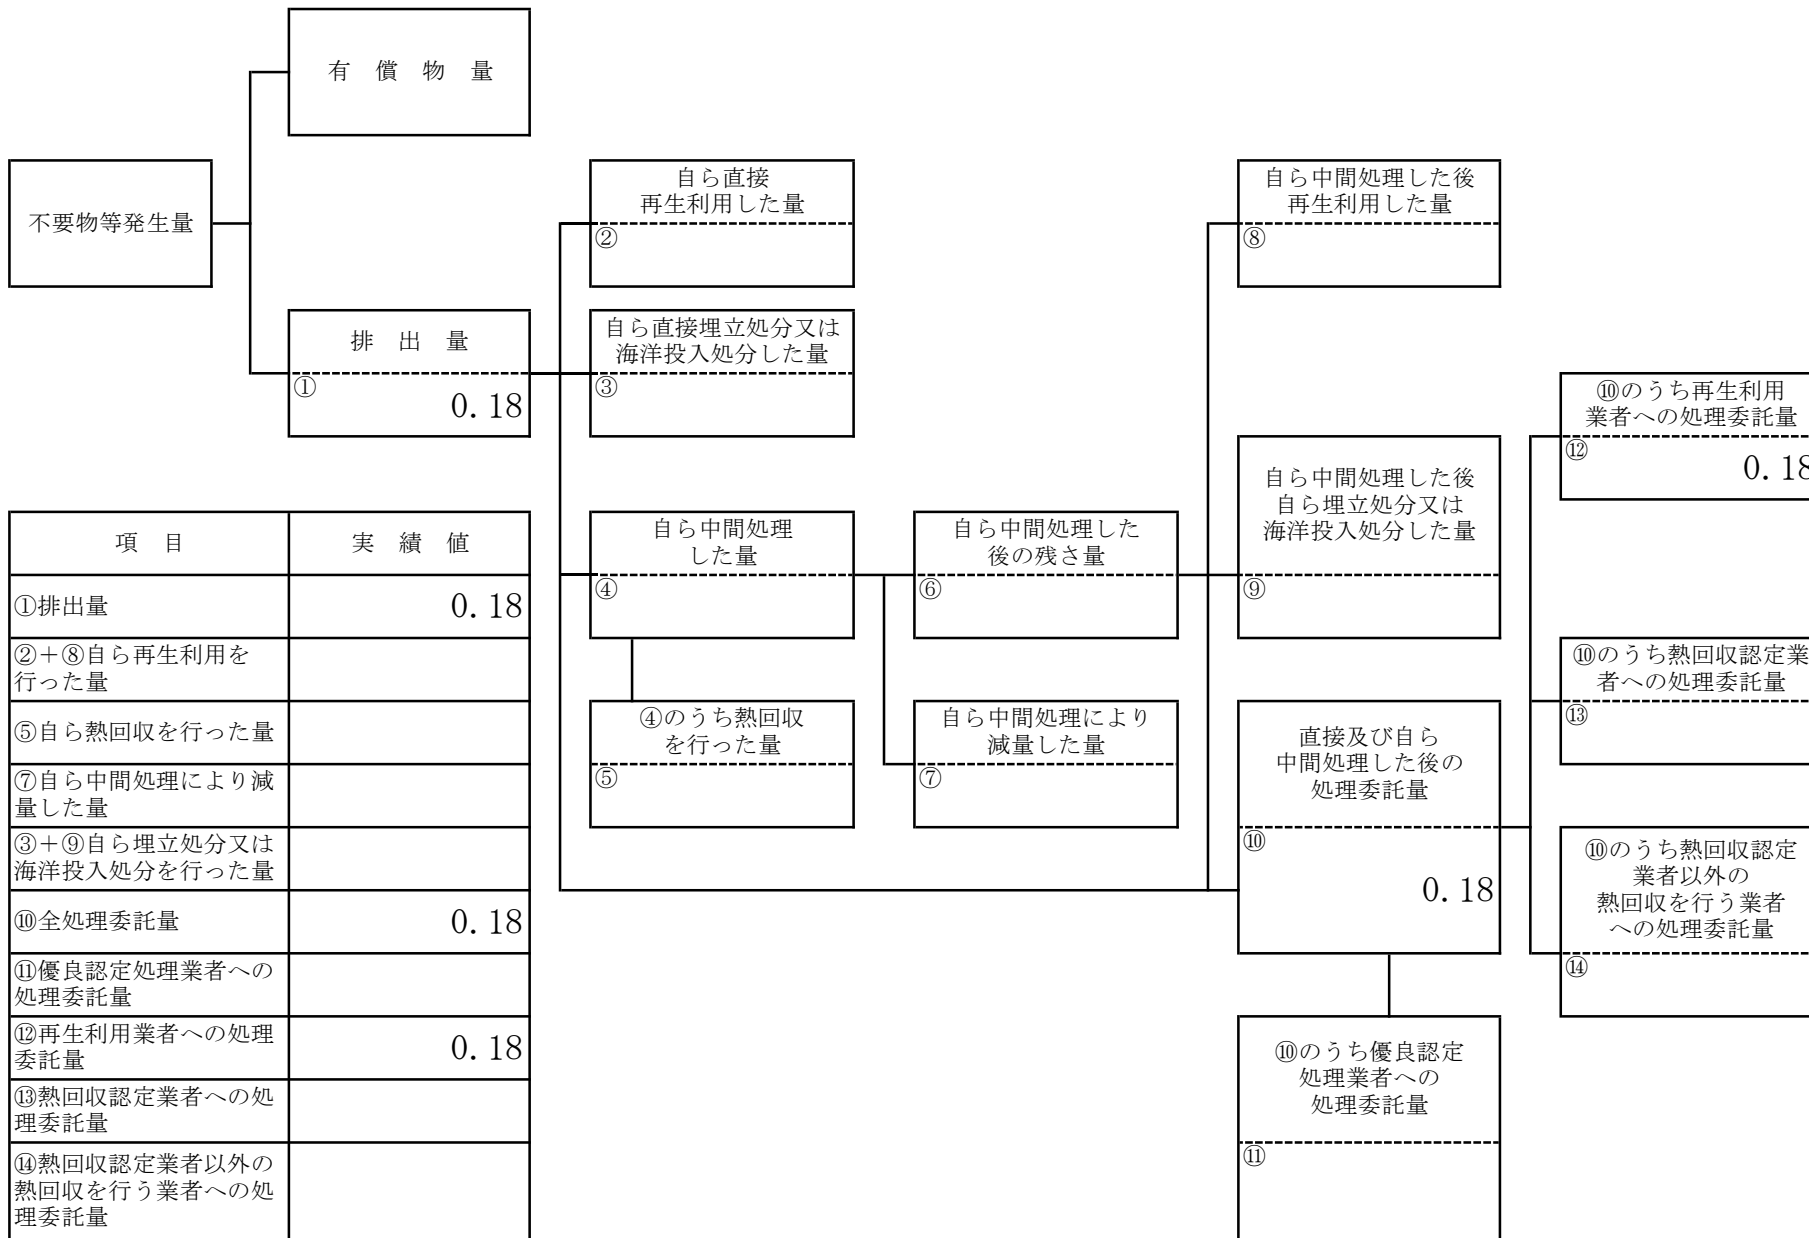 有 償 物 量
不要物等発生量
自ら直接
再生利用した量
②
自ら中間処理した後
再生利用した量
⑧
排 出 量
①
0.18
自ら直接埋立処分又は
海洋投入処分した量
③
⑩のうち再生利用
業者への処理委託量
⑫
0.18
自ら中間処理した後
自ら埋立処分又は
海洋投入処分した量
⑨
自ら中間処理
した量
④
自ら中間処理した
後の残さ量
⑥
⑩のうち熱回収認定業
者への処理委託量
⑬
④のうち熱回収
を行った量
⑤
自ら中間処理により
減量した量
⑦
直接及び自ら
中間処理した後の
処理委託量
⑩
0.18
⑩のうち熱回収認定
業者以外の
熱回収を行う業者
への処理委託量
⑭
⑩のうち優良認定
処理業者への
処理委託量
⑪
項 目 実 績 値
①排出量 0.18
②+⑧自ら再生利用を
行った量
⑤自ら熱回収を行った量
⑦自ら中間処理により減
量した量
③+⑨自ら埋立処分又は
海洋投入処分を行った量
⑩全処理委託量 0.18
⑪優良認定処理業者への
処理委託量
⑫再生利用業者への処理
委託量 0.18
⑬熱回収認定業者への処
理委託量
⑭熱回収認定業者以外の
熱回収を行う業者への処
理委託量